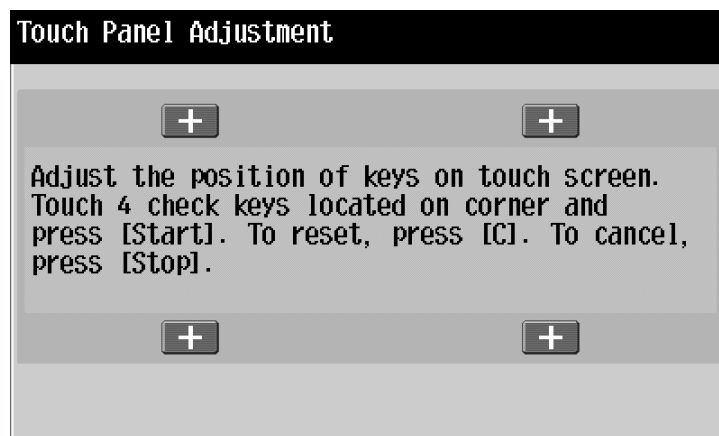 Touch Panel Adjustment
+ +
Adjust the position of keys on touch screen.
Touch 4 check keys located on corner and
press [Start]. To reset, press [C]. To cancel,
press [Stop].
+ +